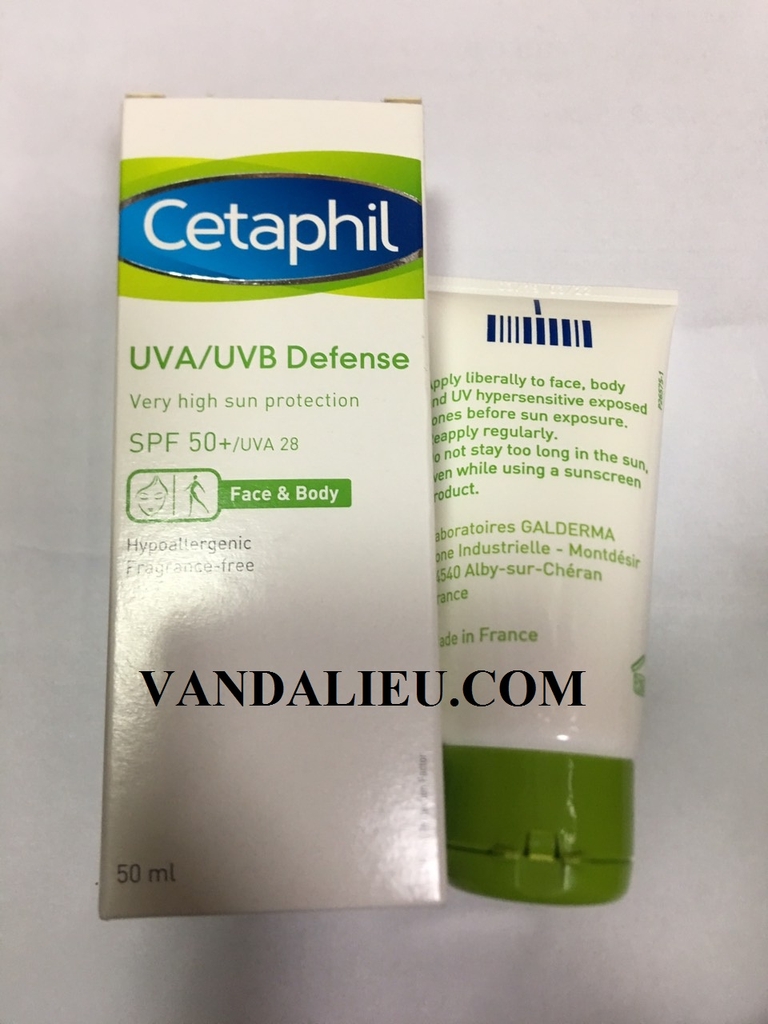 Cetaphil
UVA/UVB Defense
Very high sun protection
SPF 50+/UVA 28
Face & Body
Hypoallergenic
Fragrance-free
50 ml
pply liberally to face, body
nd UV hypersensitive exposed
ones before sun exposure.
eapply regularly.
o not stay too long in the sun,
ven while using a sunscreen
roduct.
aboratoires GALDERMA
one Industrielle - Montdésir
4540 Alby-sur-Chéran
rance
ade in France
VANDALIEU.COM